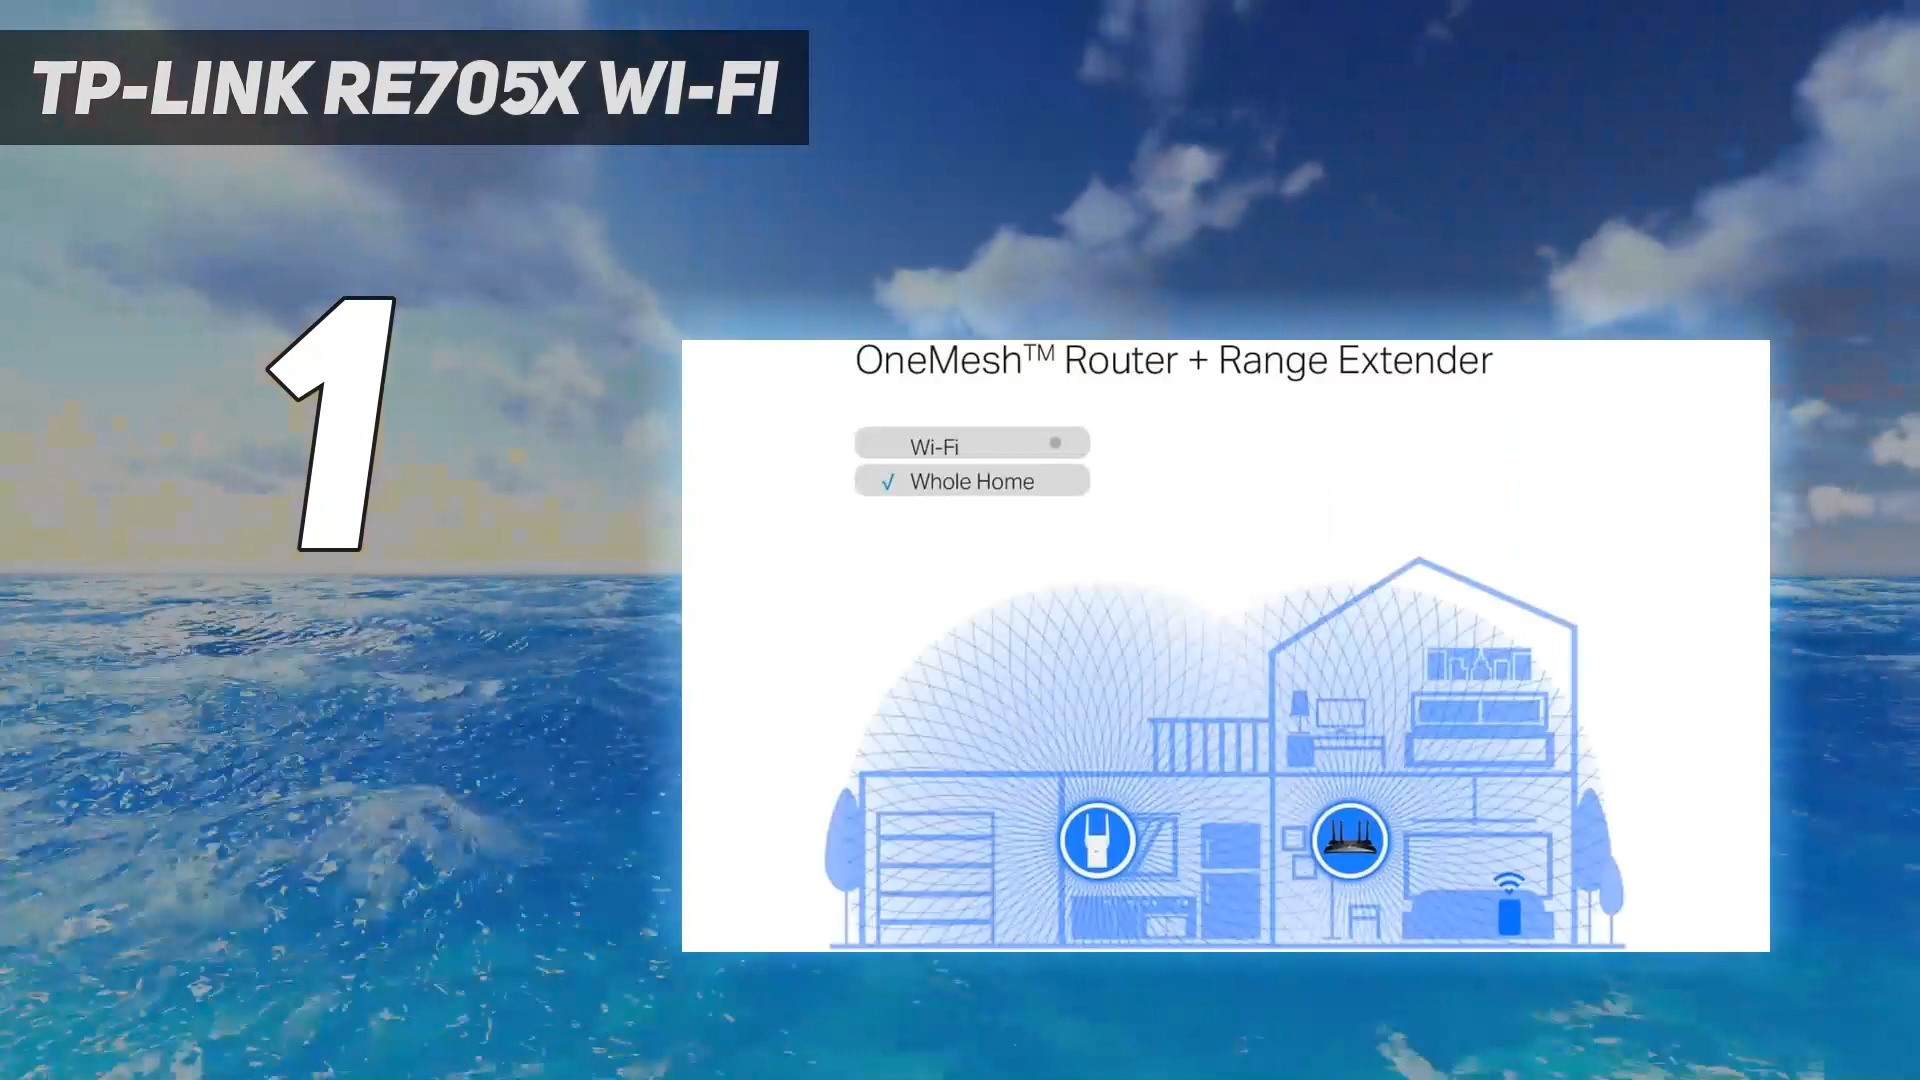 TP-LINK RE705X WI-FI
1
OneMesh™ Router + Range Extender
Wi-Fi
√ Whole Home